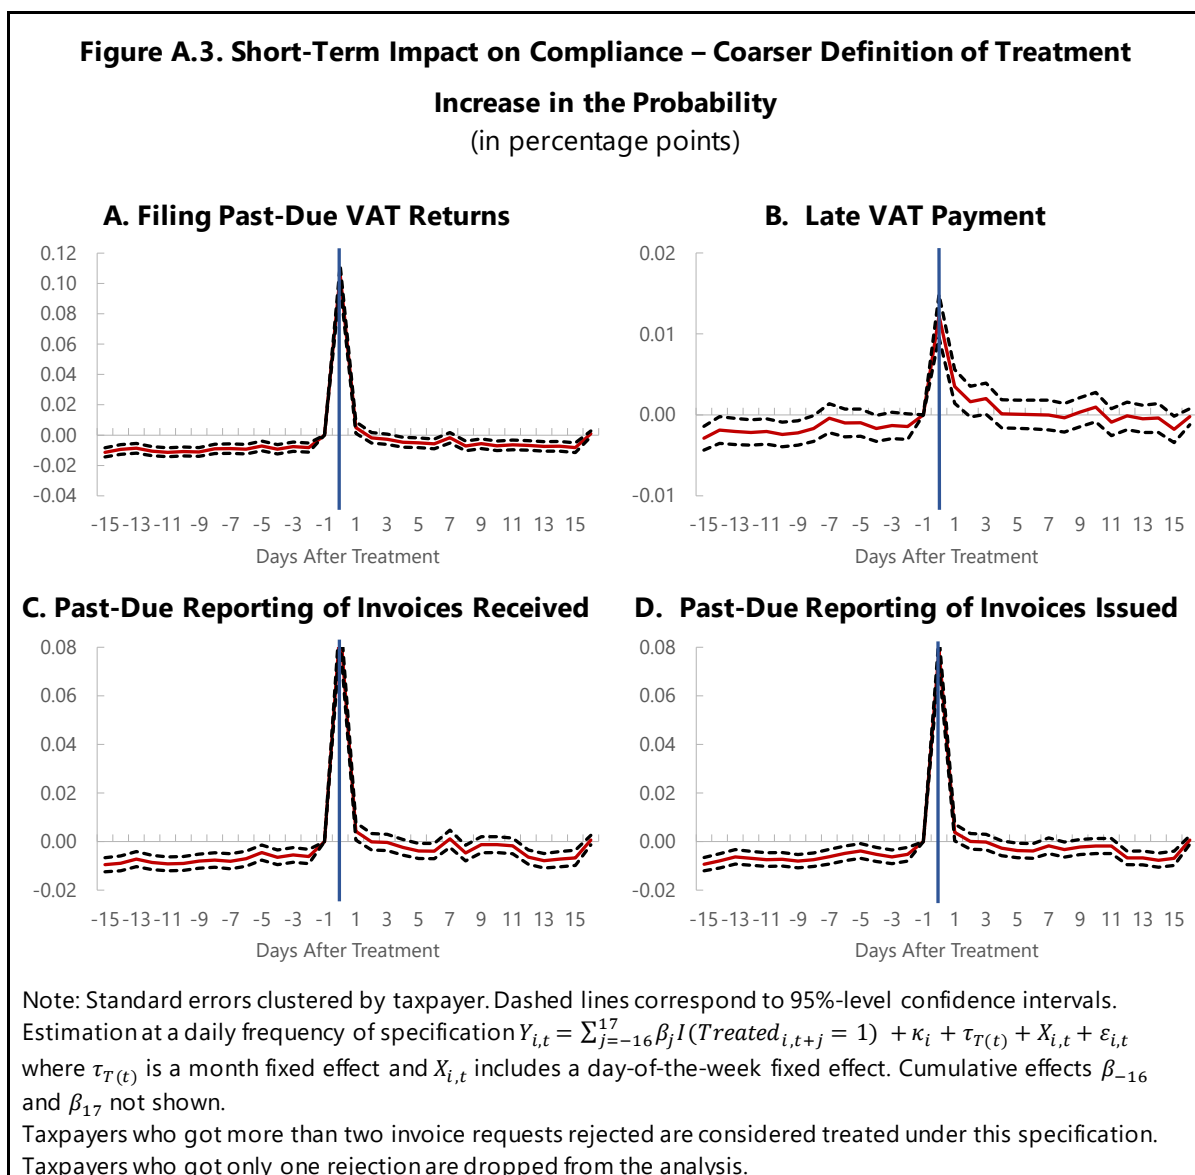 Figure A.3. Short-Term Impact on Compliance – Coarser Definition of Treatment
Increase in the Probability
(in percentage points)
A. Filing Past-Due VAT Returns
0.12
0.10
0.08
0.06
0.04
0.02
0.00
-0.02
-0.04
-15 -13 -11 -9 -7 -5 -3 -1 1 3 5 7 9 11 13 15
Days After Treatment
B. Late VAT Payment
0.02
0.01
0.00
-0.01
-15 -13 -11 -9 -7 -5 -3 -1 1 3 5 7 9 11 13 15
Days After Treatment
C. Past-Due Reporting of Invoices Received
0.08
0.06
0.04
0.02
0.00
-0.02
-15 -13 -11 -9 -7 -5 -3 -1 1 3 5 7 9 11 13 15
Days After Treatment
D. Past-Due Reporting of Invoices Issued
0.08
0.06
0.04
0.02
0.00
-0.02
-15 -13 -11 -9 -7 -5 -3 -1 1 3 5 7 9 11 13 15
Days After Treatment
Note: Standard errors clustered by taxpayer. Dashed lines correspond to 95%-level confidence intervals.
Estimation at a daily frequency of specification Y_{i,t} = ∑_{j=-16}^{17} β_j I(Treated_{i,t+j} = 1) + κ_i + τ_{T(t)} + X_{i,t} + ε_{i,t}
where τ_{T(t)} is a month fixed effect and X_{i,t} includes a day-of-the-week fixed effect. Cumulative effects β_{-16}
and β_{17} not shown.
Taxpayers who got more than two invoice requests rejected are considered treated under this specification.
Taxpayers who got only one rejection are dropped from the analysis.